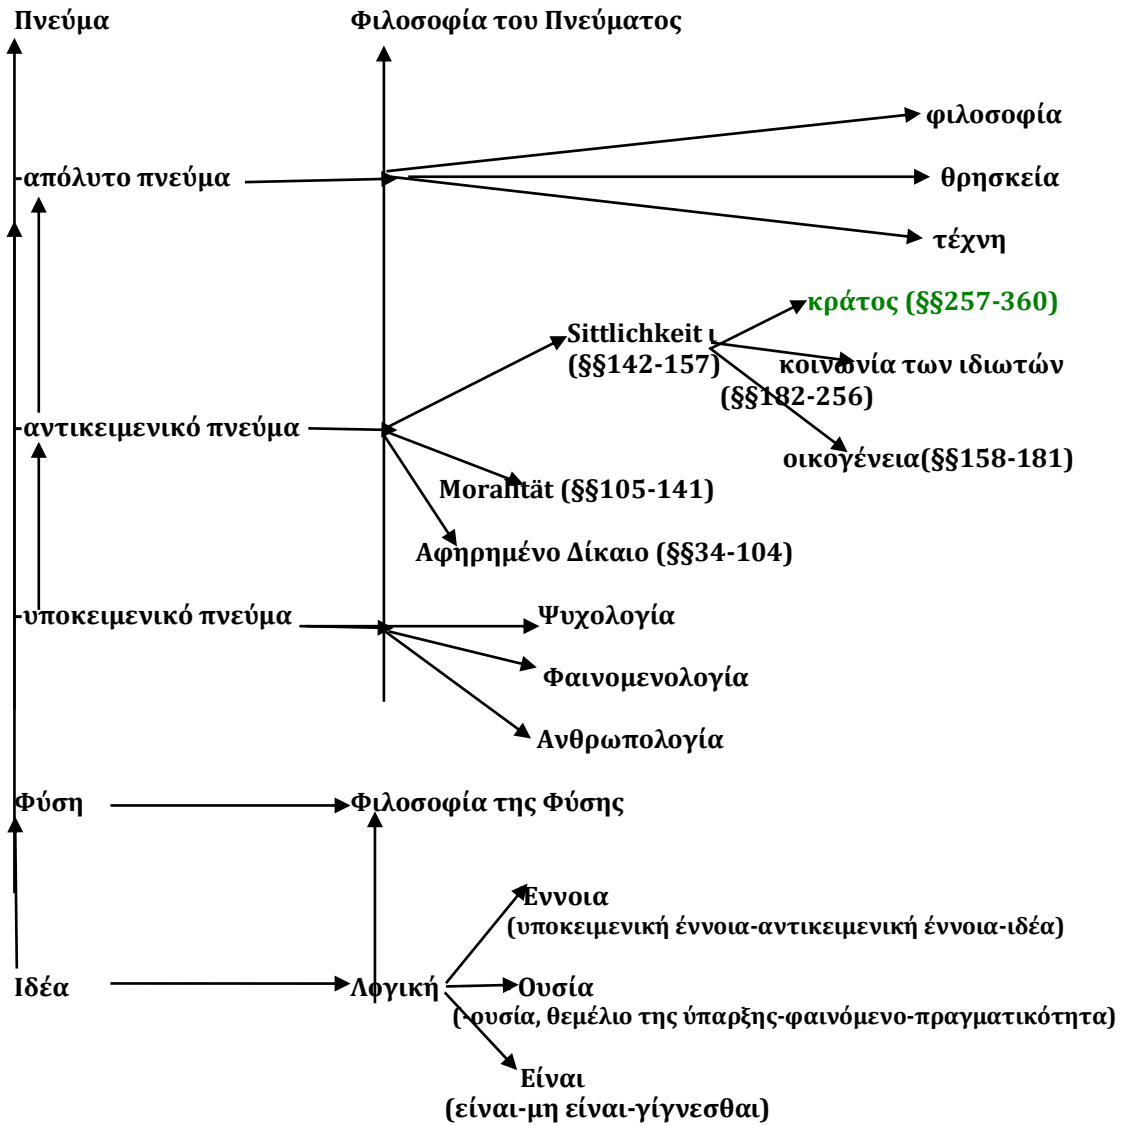 Πνεύμα
Φιλοσοφία του Πνεύματος
φιλοσοφία
-απόλυτο πνεύμα
θρησκεία
τέχνη
κράτος (§§257-360)
Sittlichkeit ι
(§§142-157)
κοινωνία των ιδιωτών
(§§182-256)
-αντικειμενικό πνεύμα
οικογένεια(§§158-181)
Moralität (§§105-141)
Αφηρημένο Δίκαιο (§§34-104)
-υποκειμενικό πνεύμα
Ψυχολογία
Φαινομενολογία
Ανθρωπολογία
Φύση
Φιλοσοφία της Φύσης
Έννοια
(υποκειμενική έννοια-αντικειμενική έννοια-ιδέα)
Ιδέα
Λογική
Ουσία
(-ουσία, θεμέλιο της ύπαρξης-φαινόμενο-πραγματικότητα)
Είναι
(είναι-μη είναι-γίγνεσθαι)